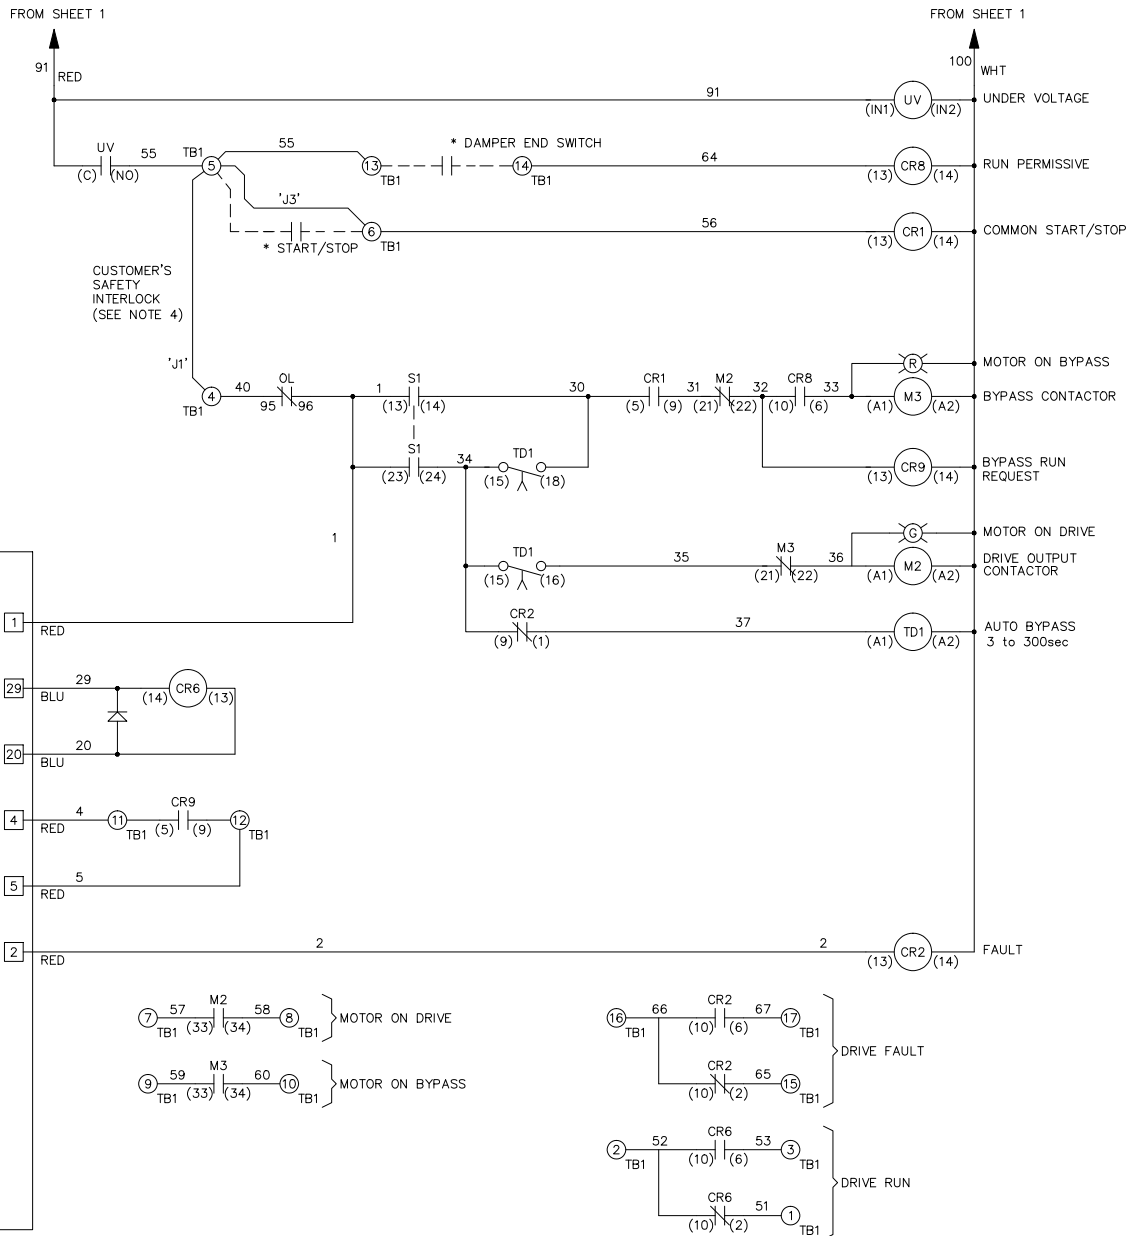 FROM SHEET 1
FROM SHEET 1
91
RED
100
WHT
91
(IN1) UV (IN2)
UNDER VOLTAGE
UV
(C) (NO)
55
TB1
5
55
13
TB1
* DAMPER END SWITCH
14
TB1
64
(13) CR8 (14)
RUN PERMISSIVE
'J3'
* START/STOP
6
TB1
56
(13) CR1 (14)
COMMON START/STOP
CUSTOMER'S
SAFETY
INTERLOCK
(SEE NOTE 4)
'J1'
R
MOTOR ON BYPASS
TB1
4
40
OL
95 96
1
S1
(13) (14)
30
CR1
(5) (9)
31
M2
(21) (22)
32
CR8
(10) (6)
33
(A1) M3 (A2)
BYPASS CONTACTOR
S1
(23) (24)
34
TD1
(15) (18)
(13) CR9 (14)
BYPASS RUN
REQUEST
1
G
MOTOR ON DRIVE
TD1
(15) (16)
35
M3
(21) (22)
36
(A1) M2 (A2)
DRIVE OUTPUT
CONTACTOR
1
RED
CR2
(9) (1)
37
(A1) TD1 (A2)
AUTO BYPASS
3 to 300sec
29
BLU
29
(14) CR6 (13)
20
BLU
20
4
RED
4
11
TB1
CR9
(5) (9)
12
TB1
5
RED
5
2
RED
2
2
(13) CR2 (14)
FAULT
7
TB1
57
M2
(33) (34)
58
8
TB1
MOTOR ON DRIVE
9
TB1
59
M3
(33) (34)
60
10
TB1
MOTOR ON BYPASS
16
TB1
66
CR2
(10) (6)
67
17
TB1
DRIVE FAULT
CR2
(10) (2)
65
15
TB1
2
TB1
52
CR6
(10) (6)
53
3
TB1
DRIVE RUN
CR6
(10) (2)
51
1
TB1